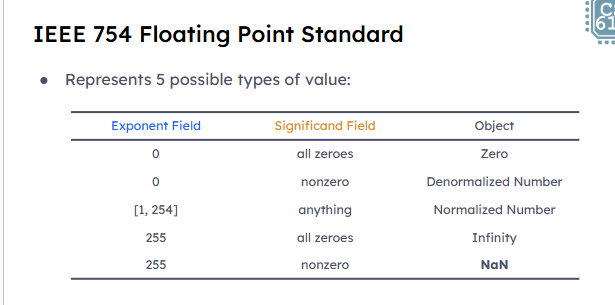 IEEE 754 Floating Point Standard
● Represents 5 possible types of value:
Exponent Field Significand Field Object
0 all zeroes Zero
0 nonzero Denormalized Number
[1, 254] anything Normalized Number
255 all zeroes Infinity
255 nonzero NaN